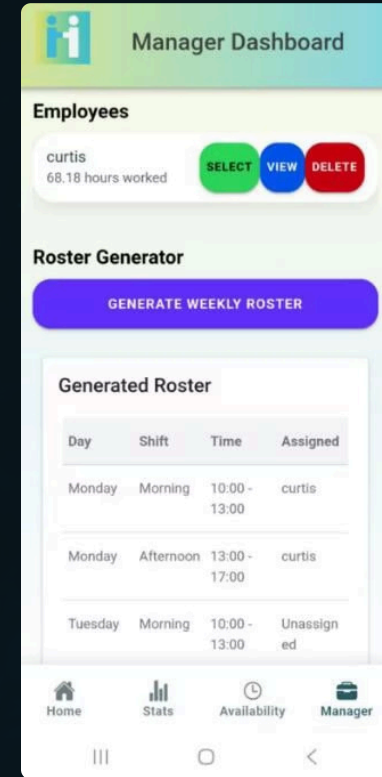 Manager Dashboard
Employees
curtis
68.18 hours worked
SELECT VIEW DELETE
Roster Generator
GENERATE WEEKLY ROSTER
Generated Roster
Day Shift Time Assigned
Monday Morning 10:00 - curtis
13:00
Monday Afternoon 13:00 - curtis
17:00
Tuesday Morning 10:00 - Unassign
13:00 ed
Home Stats Availability Manager